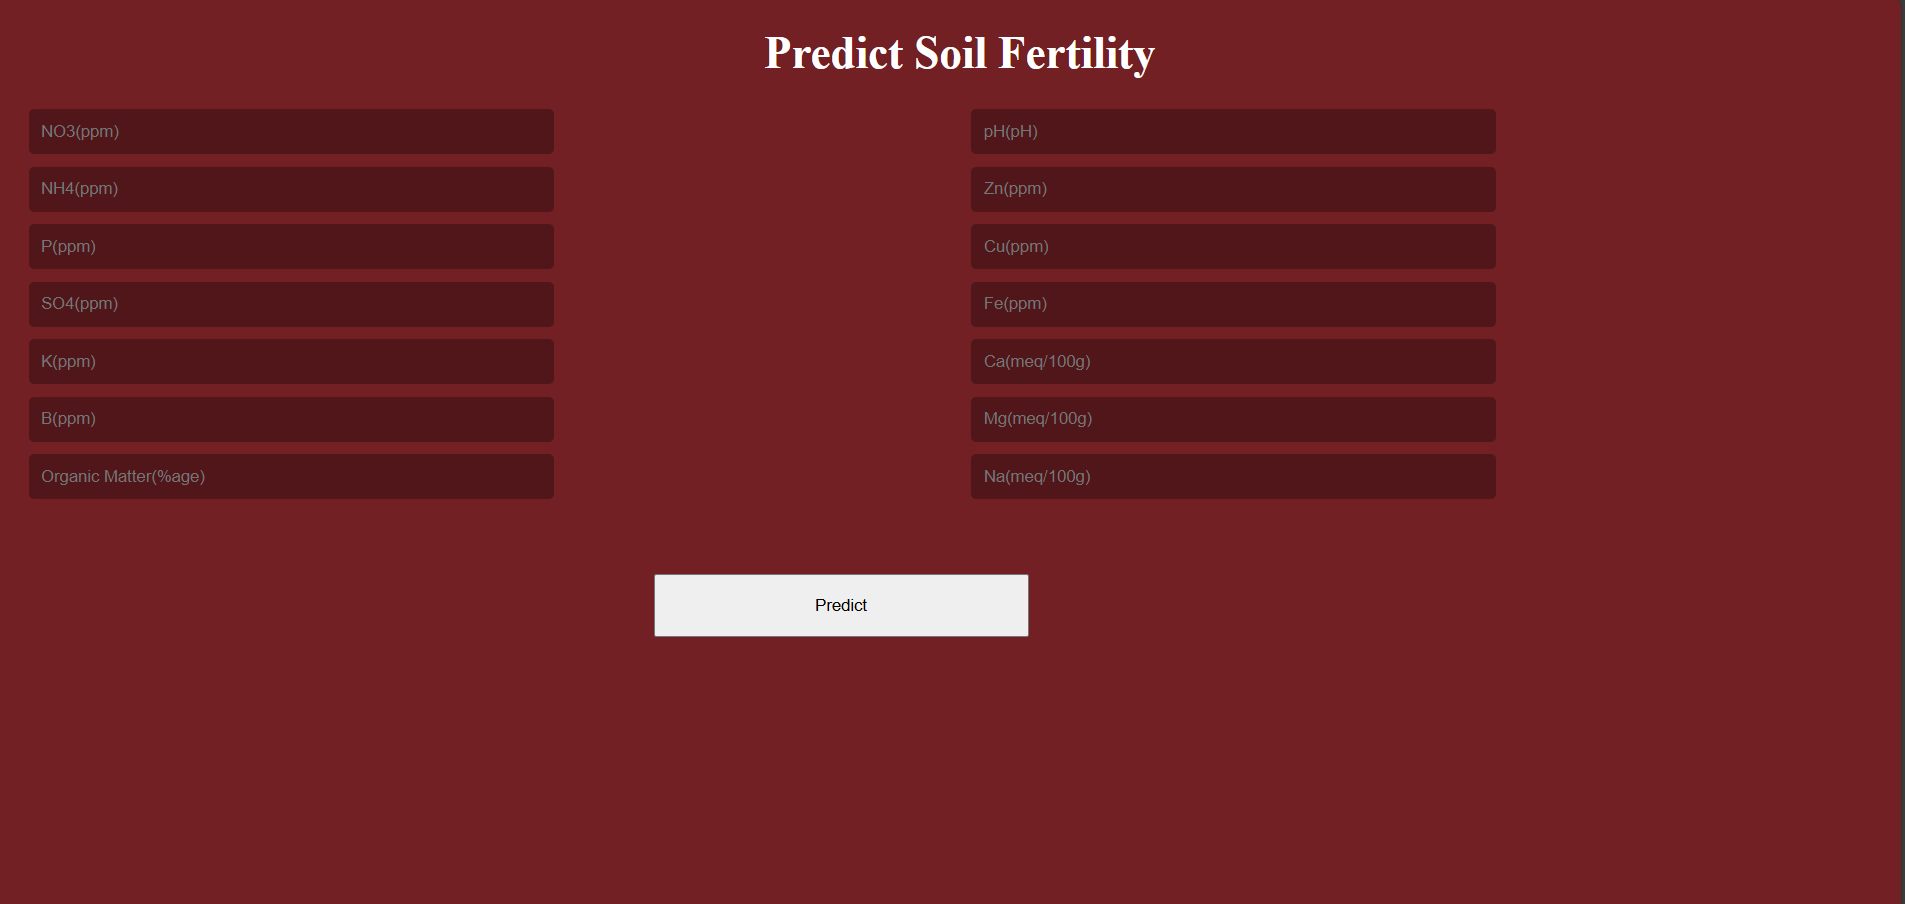 Predict Soil Fertility
NO3(ppm)
NH4(ppm)
P(ppm)
SO4(ppm)
K(ppm)
B(ppm)
Organic Matter(%age)
pH(pH)
Zn(ppm)
Cu(ppm)
Fe(ppm)
Ca(meq/100g)
Mg(meq/100g)
Na(meq/100g)
Predict